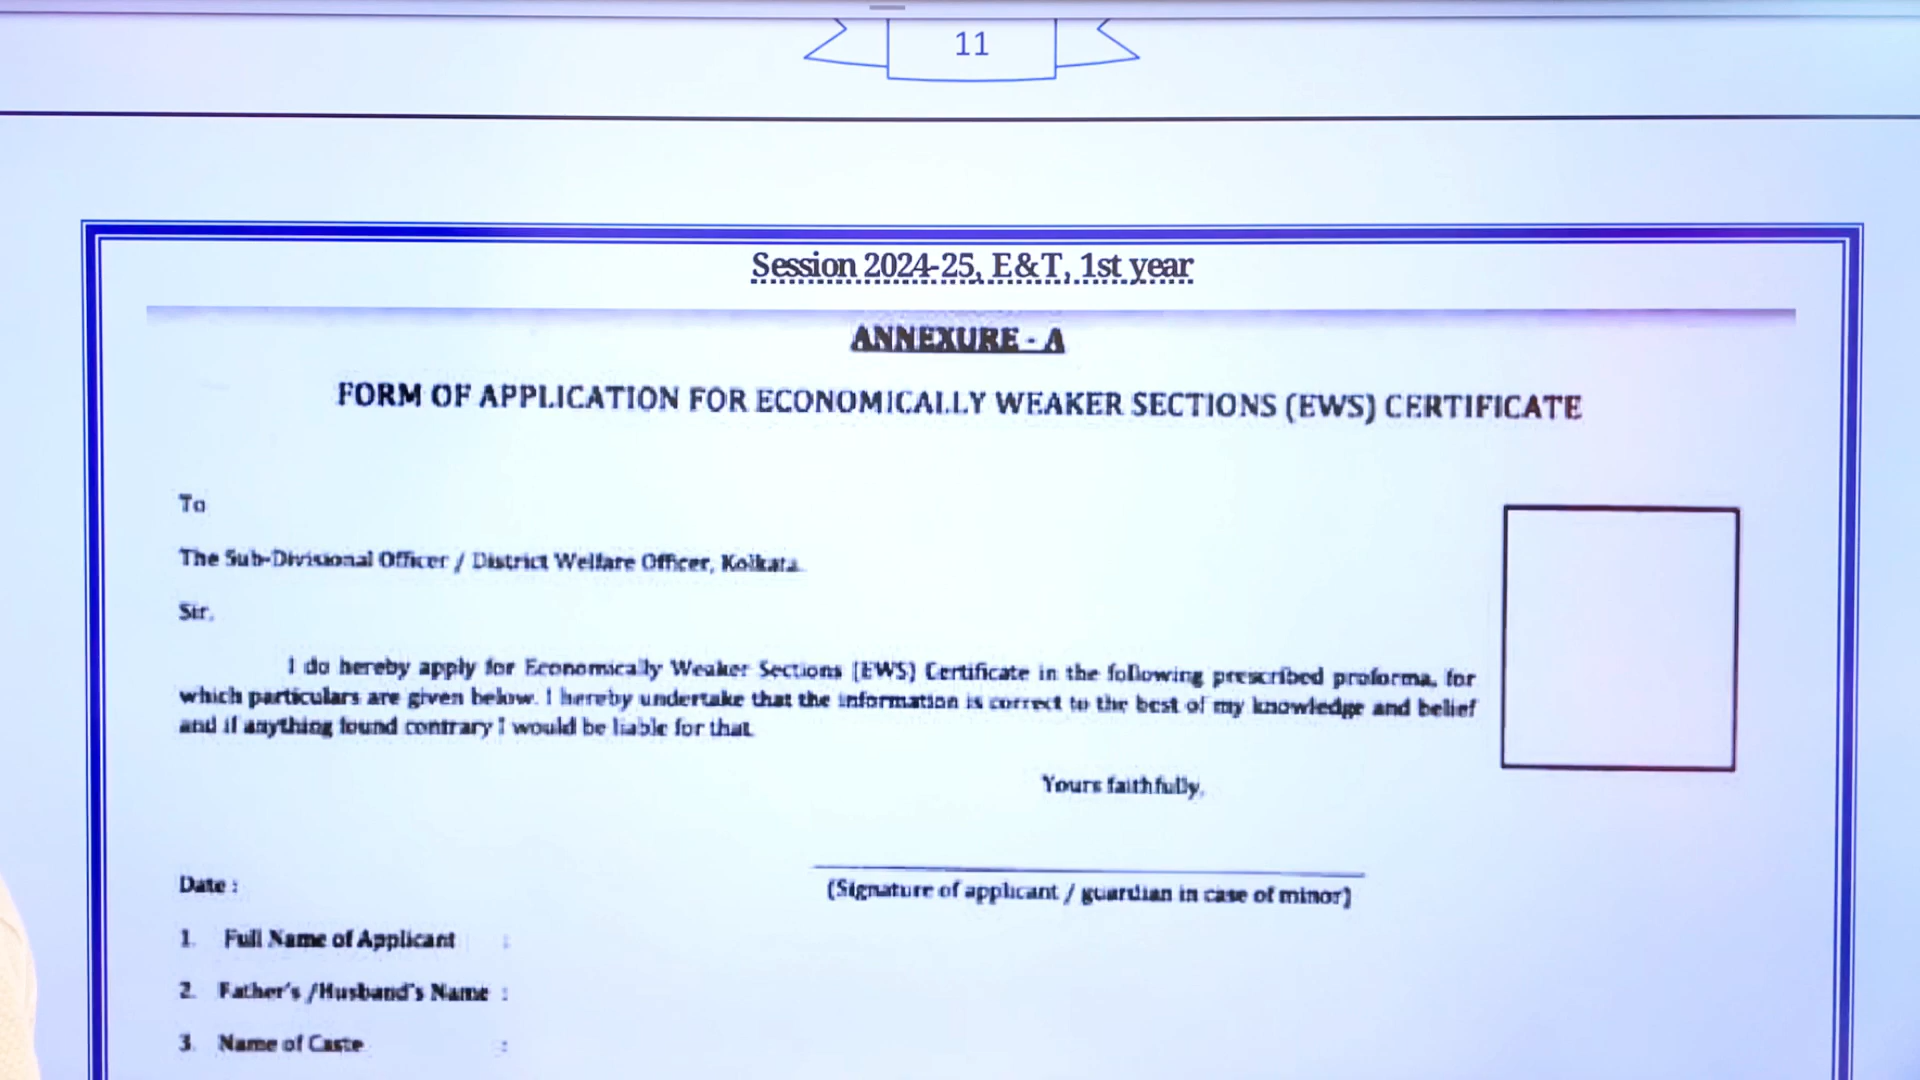 11
Session 2024-25, E&T, 1st year
ANNEXURE - A
FORM OF APPLICATION FOR ECONOMICALLY WEAKER SECTIONS (EWS) CERTIFICATE
To
The Sub-Divisional Officer / District Welfare Officer, Kolkata.
Sir,
I do hereby apply for Economically Weaker Sections (EWS) Certificate in the following prescribed proforma, for
which particulars are given below. I hereby undertake that the information is correct to the best of my knowledge and belief
and if anything found contrary I would be liable for that.
Yours faithfully,
Date :
(Signature of applicant / guardian in case of minor)
1. Full Name of Applicant :
2. Father's /Husband's Name :
3. Name of Caste :